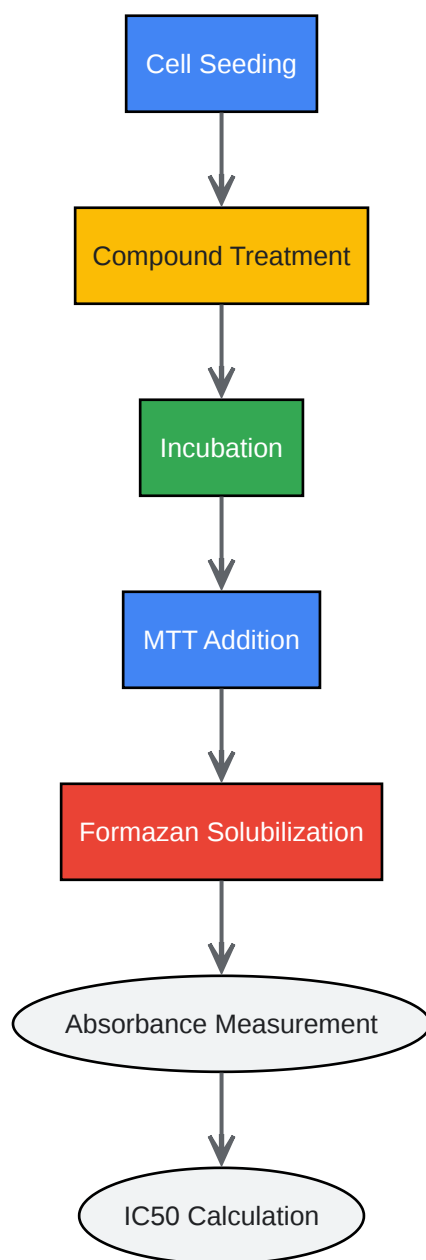 Cell Seeding
Compound Treatment
Incubation
MTT Addition
Formazan Solubilization
Absorbance Measurement
IC50 Calculation